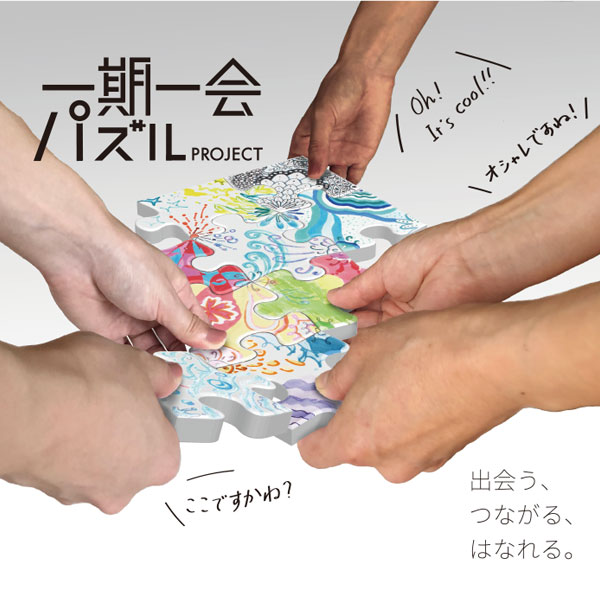 一期一会
パズル PROJECT
Oh!
It's cool!!
オシャレですね!
ここですかね?
出会う、
つながる、
はなれる。